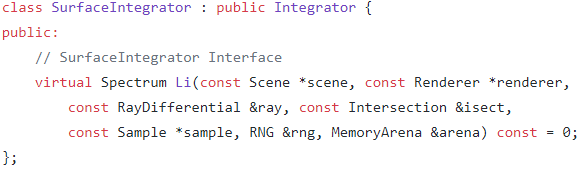 class SurfaceIntegrator : public Integrator {
public:
    // SurfaceIntegrator Interface
    virtual Spectrum Li(const Scene *scene, const Renderer *renderer,
        const RayDifferential &ray, const Intersection &isect,
        const Sample *sample, RNG &rng, MemoryArena &arena) const = 0;
};